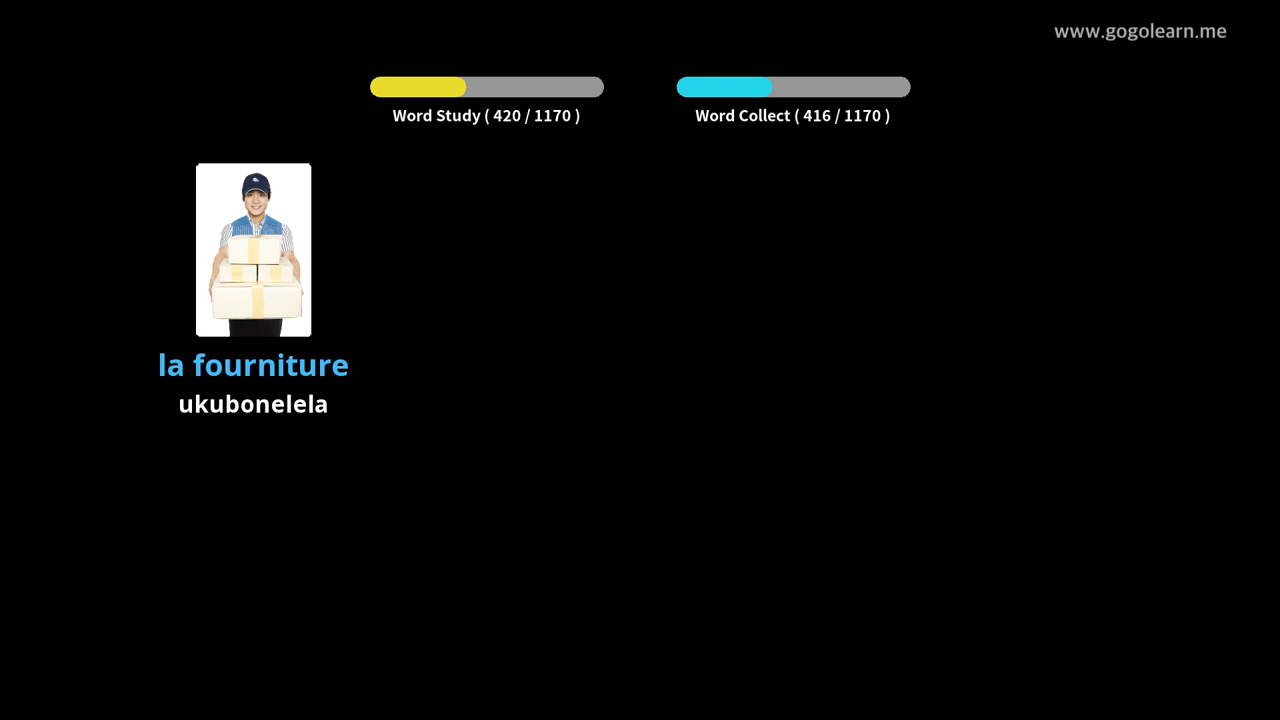 www.gogolearn.me
Word Study ( 420 / 1170 )
Word Collect ( 416 / 1170 )
la fourniture
ukubonelela